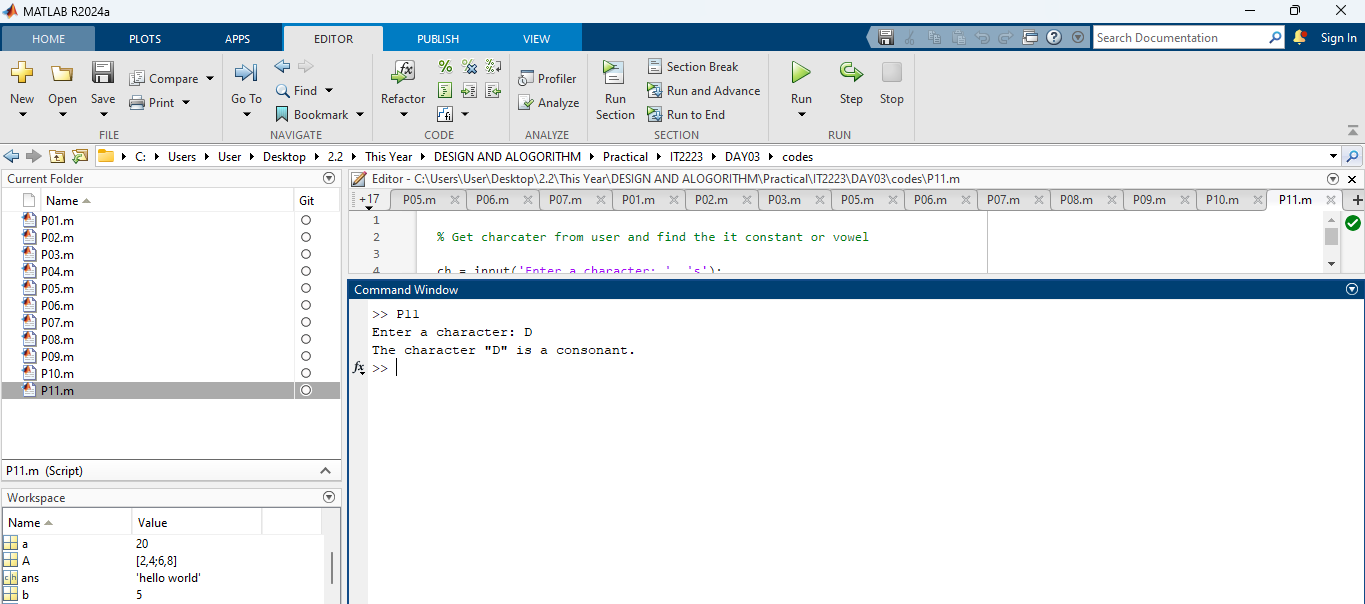 MATLAB R2024a
HOME PLOTS APPS EDITOR PUBLISH VIEW Search Documentation Sign In
New Open Save Compare Print
FILE
Go To Find Bookmark
NAVIGATE
Refactor
CODE
Profiler Analyze
ANALYZE
Run Section Section Break Run and Advance Run to End
SECTION
Run Step Stop
RUN
C: Users User Desktop 2.2 This Year DESIGN AND ALOGORITHM Practical IT2223 DAY03 codes
Current Folder
Name Git
P01.m
P02.m
P03.m
P04.m
P05.m
P06.m
P07.m
P08.m
P09.m
P10.m
P11.m
P11.m (Script)
Workspace
Name Value
a 20
A [2,4;6,8]
ans 'hello world'
b 5
Editor - C:\Users\User\Desktop\2.2\This Year\DESIGN AND ALOGORITHM\Practical\IT2223\DAY03\codes\P11.m
+17 P05.m P06.m P07.m P01.m P02.m P03.m P05.m P06.m P07.m P08.m P09.m P10.m P11.m
1
2 % Get charcater from user and find the it constant or vowel
3
4 ch = input('Enter a character: ', 's');
Command Window
>> P11
Enter a character: D
The character "D" is a consonant.
fx >>